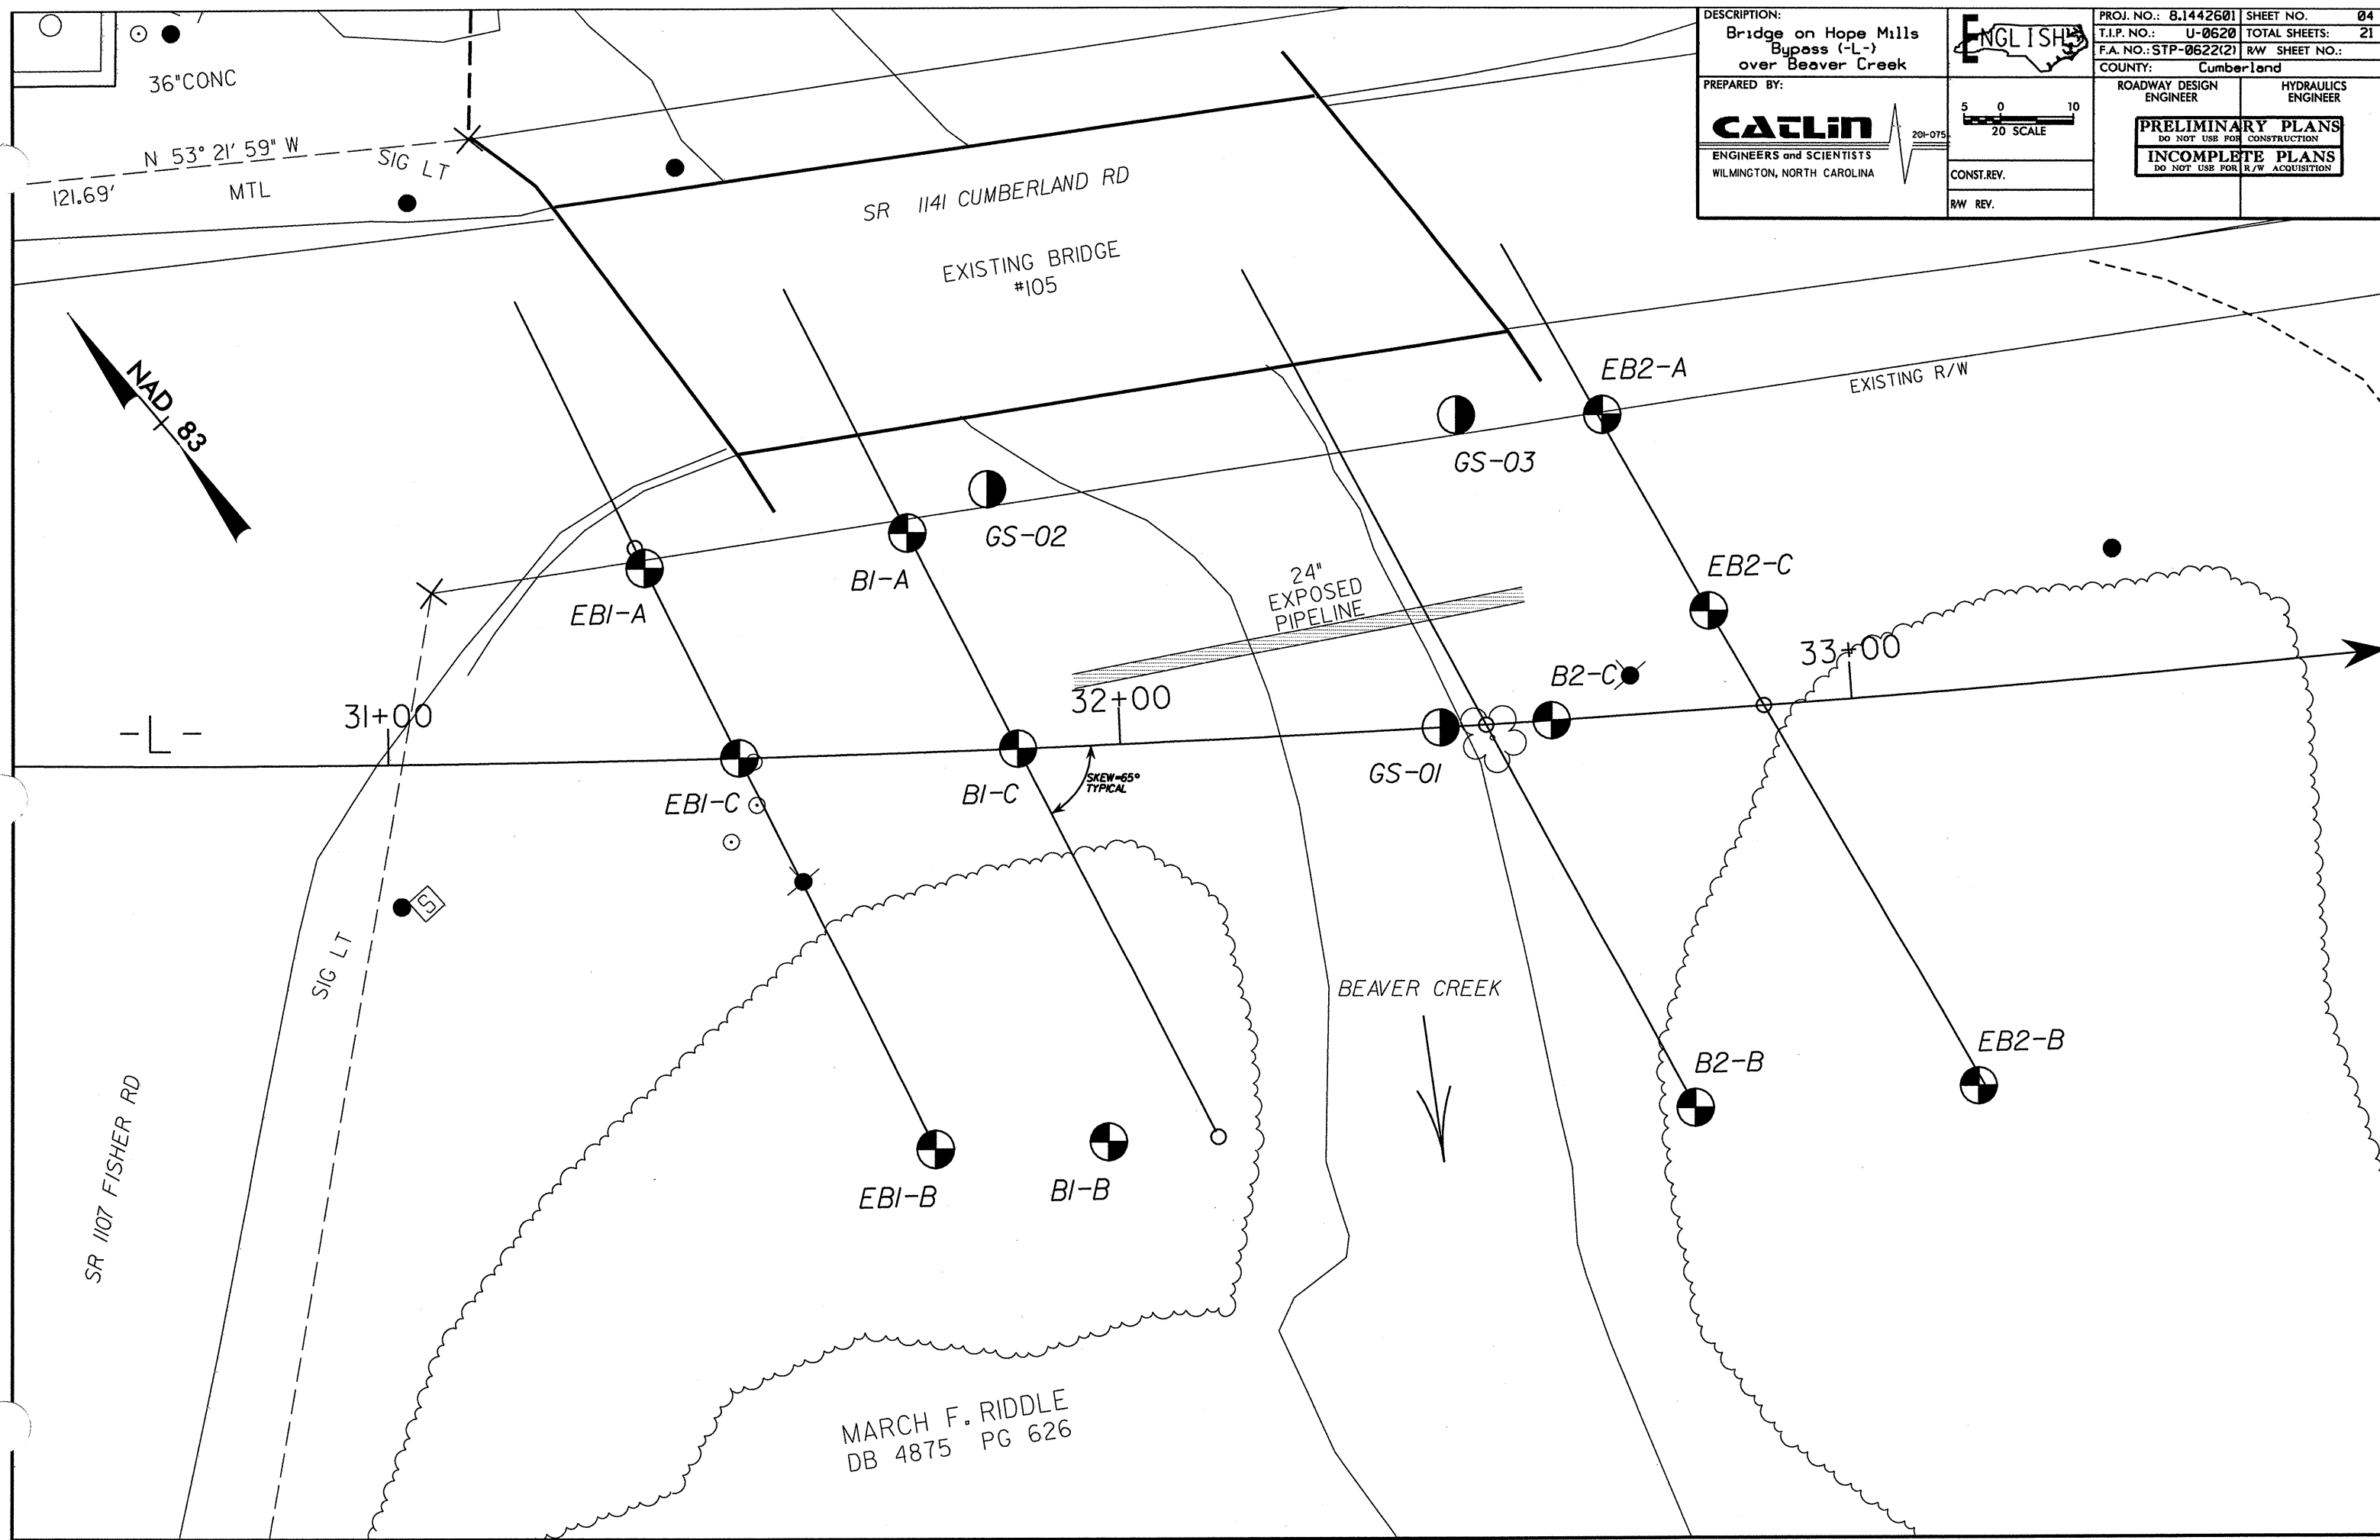 DESCRIPTION:
Bridge on Hope Mills
Bypass (-L-)
over Beaver Creek
PREPARED BY:
CATLIN
201-075
ENGINEERS and SCIENTISTS
WILMINGTON, NORTH CAROLINA
ENGLISH
5 0 10
20 SCALE
CONST.REV.
R/W REV.
PROJ. NO.: 8.1442601 SHEET NO. 04
T.I.P. NO.: U-0620 TOTAL SHEETS: 21
F.A. NO.: STP-0622(2) R/W SHEET NO.:
COUNTY: Cumberland
ROADWAY DESIGN ENGINEER
HYDRAULICS ENGINEER
PRELIMINARY PLANS
DO NOT USE FOR CONSTRUCTION
INCOMPLETE PLANS
DO NOT USE FOR R/W ACQUISITION
36"CONC
N 53° 21' 59" W
SIG LT
121.69'
MTL
SR 1141 CUMBERLAND RD
EXISTING BRIDGE
#105
NAD 83
EB2-A
EXISTING R/W
GS-03
GS-02
B1-A
EB1-A
24"
EXPOSED
PIPELINE
EB2-C
33+00
B2-C
32+00
31+00
-L-
GS-01
EB1-C
B1-C
SKEW=65°
TYPICAL
S
SIG LT
BEAVER CREEK
B2-B
EB2-B
SR 1107 FISHER RD
EB1-B
B1-B
MARCH F. RIDDLE
DB 4875 PG 626